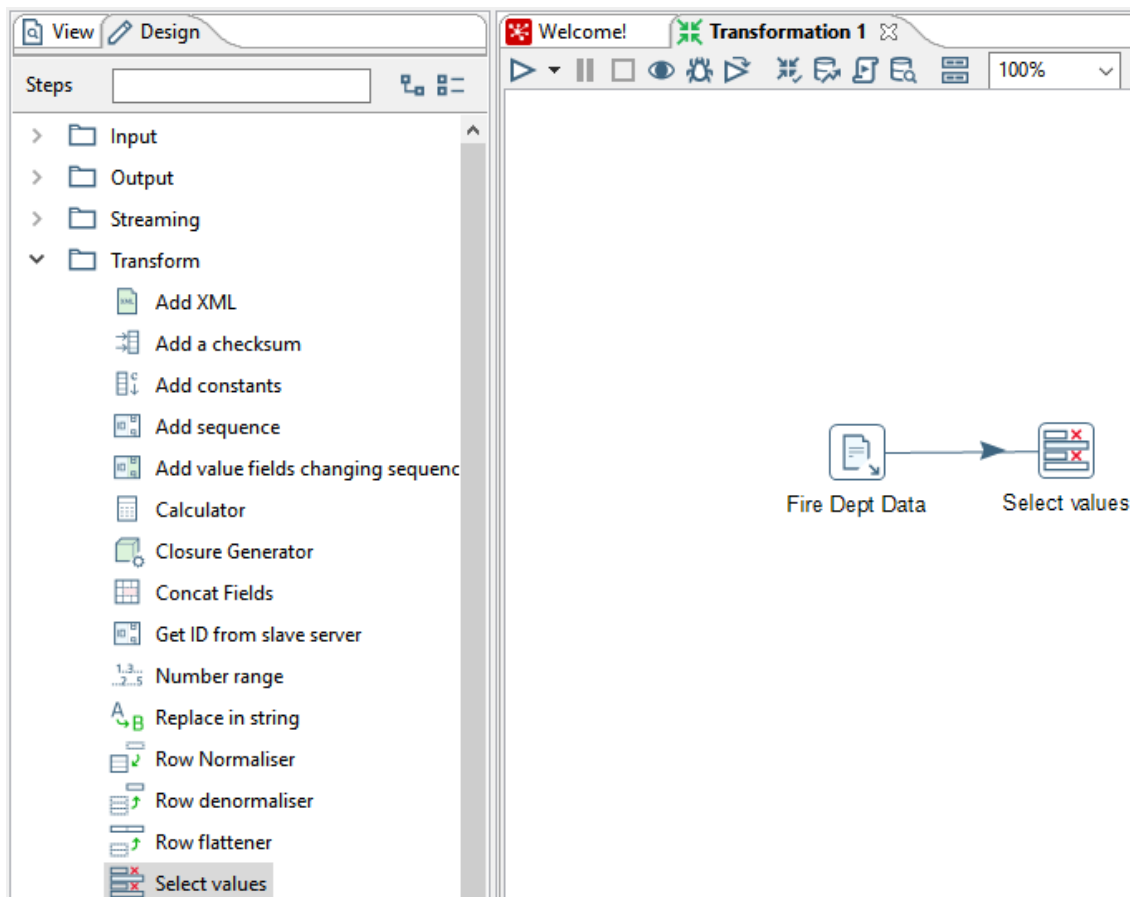 View Design
Welcome! Transformation 1
Steps
100%
Input
Output
Streaming
Transform
Add XML
Add a checksum
Add constants
Add sequence
Add value fields changing sequenc
Calculator
Closure Generator
Concat Fields
Get ID from slave server
Number range
Replace in string
Row Normaliser
Row denormaliser
Row flattener
Select values
Fire Dept Data
Select values